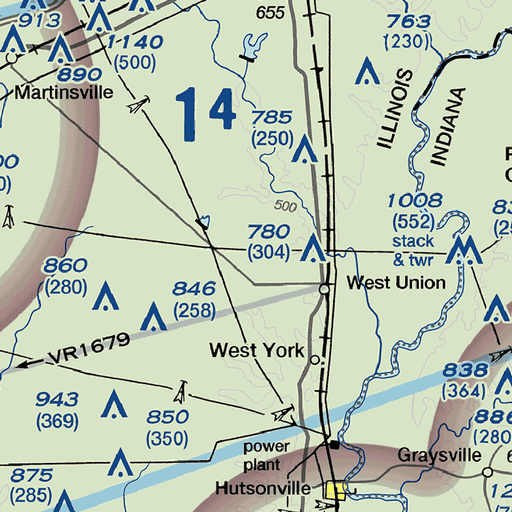 913
655
763
(230)
1140
(500)
890
Martinsville
14
785
(250)
ILLINOIS
INDIANA
500
1008
(552)
stack
& twr
780
(304)
860
(280)
846
(258)
West Union
VR1679
West York
838
(364)
943
(369)
850
(350)
886
(280
power
plant
Graysville
875
(285)
Hutsonville